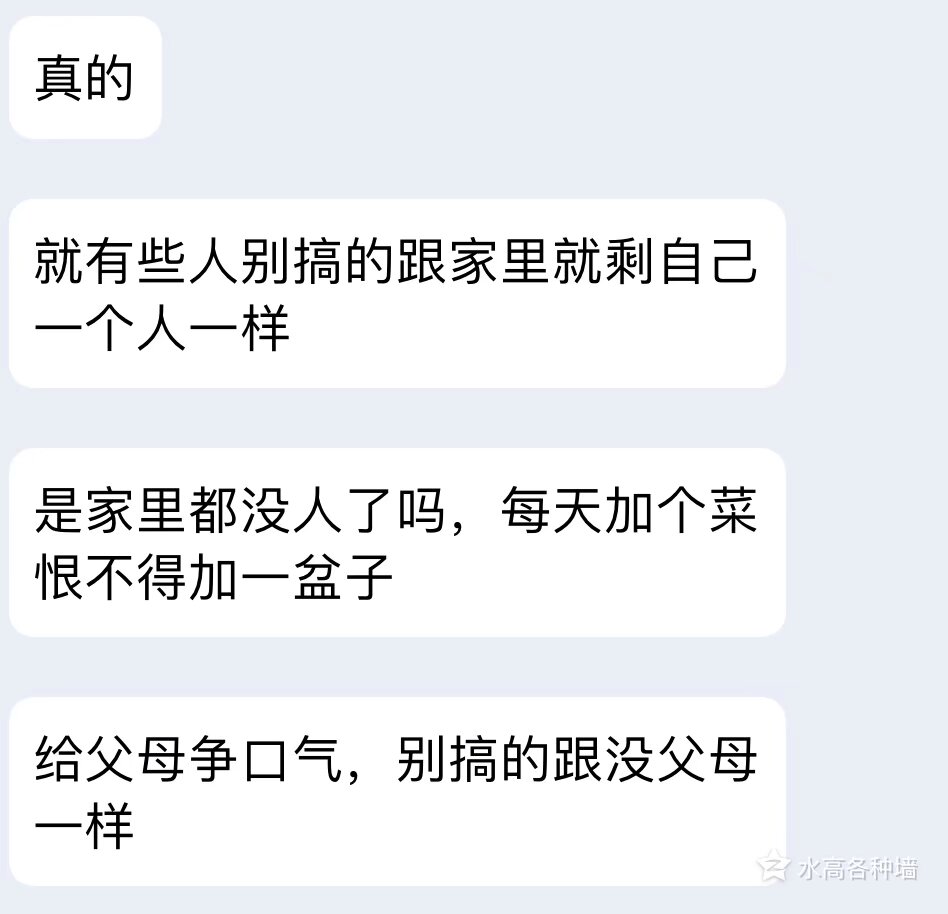 真的
就有些人别搞的跟家里就剩自己
一个人一样
是家里都没人了吗，每天加个菜
恨不得加一盆子
给父母争口气，别搞的跟没父母
一样
水高各种墙